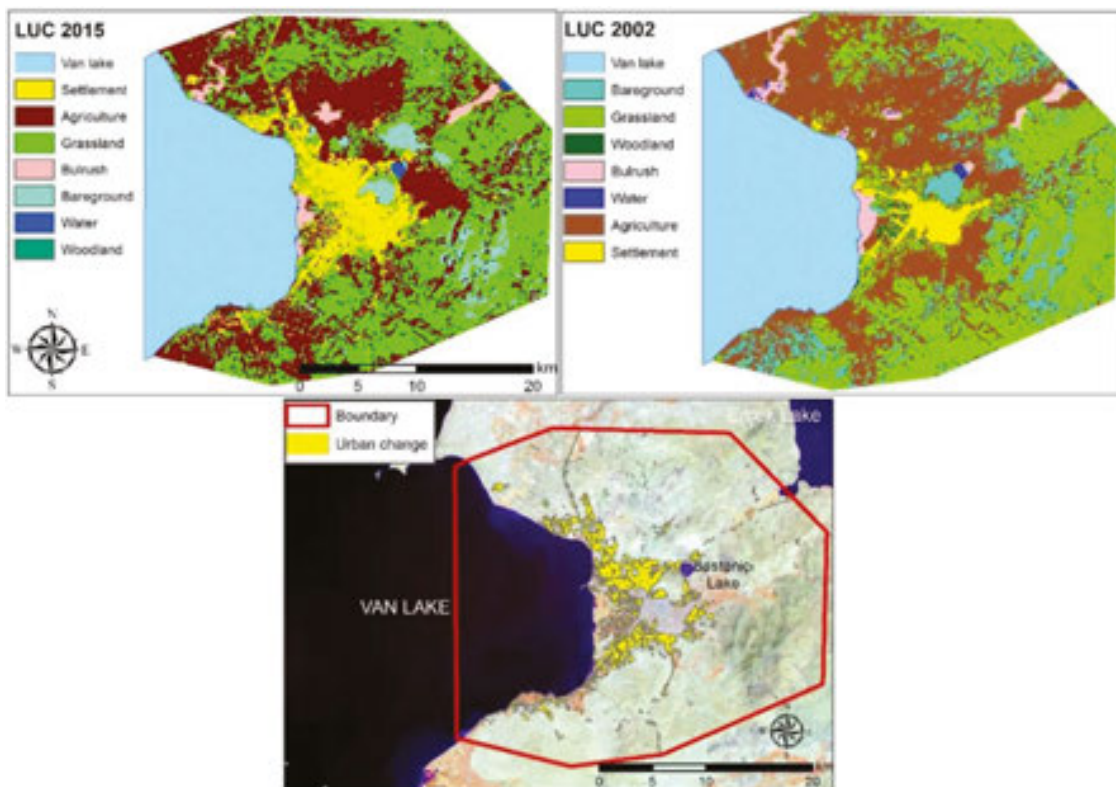 LUC 2015
Van lake
Settlement
Agriculture
Grassland
Bulrush
Bareground
Water
Woodland
N
W
E
S
km
0 5 10 20
LUC 2002
Van lake
Bareground
Grassland
Woodland
Bulrush
Water
Agriculture
Settlement
Boundary
Urban change
Lake
VAN LAKE
Lake
0 5 10 20